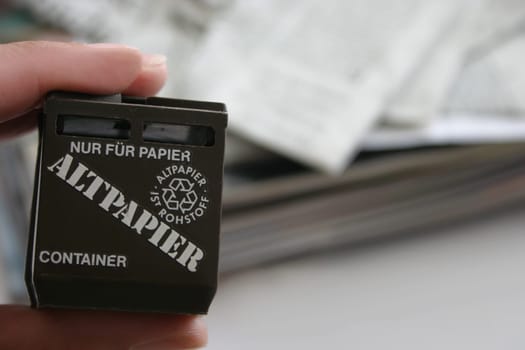 NUR FÜR PAPIER
ALTPAPIER
IST ROHSTOFF
ALTPAPIER
CONTAINER